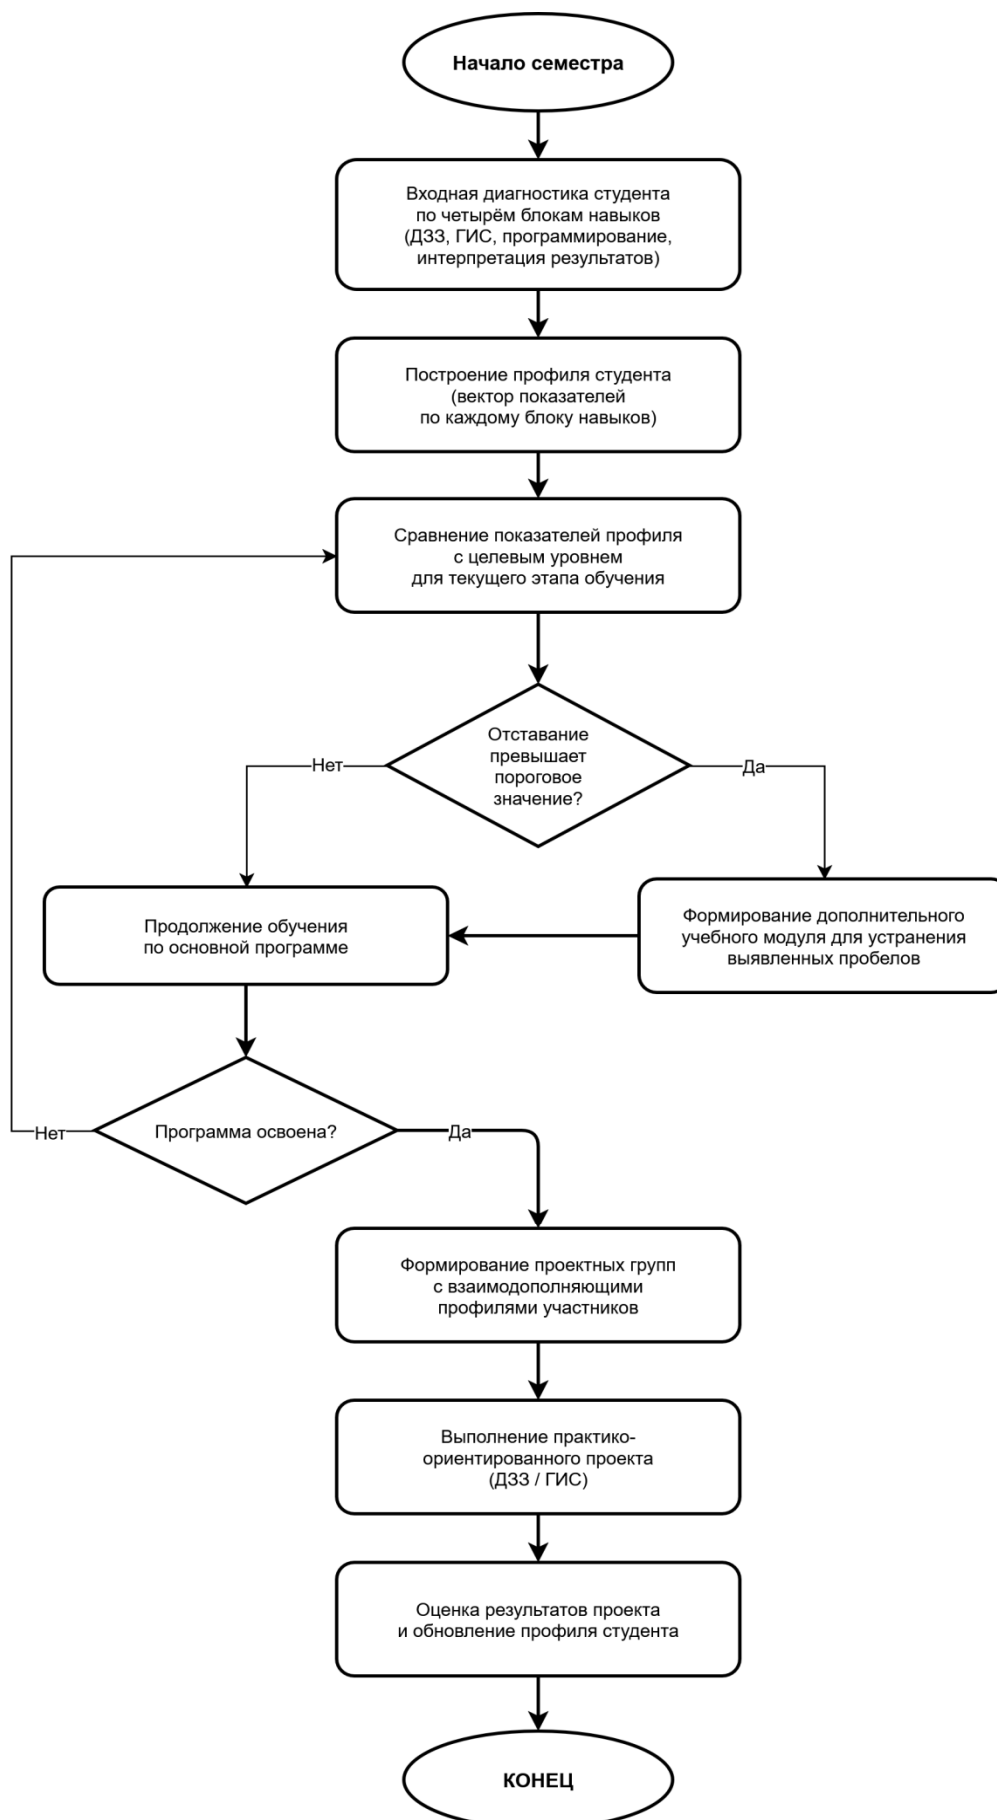 Начало семестра
Входная диагностика студента
по четырём блокам навыков
(ДЗЗ, ГИС, программирование,
интерпретация результатов)
Построение профиля студента
(вектор показателей
по каждому блоку навыков)
Сравнение показателей профиля
с целевым уровнем
для текущего этапа обучения
Отставание
превышает
пороговое
значение?
Нет
Да
Продолжение обучения
по основной программе
Формирование дополнительного
учебного модуля для устранения
выявленных пробелов
Программа освоена?
Нет
Да
Формирование проектных групп
с взаимодополняющими
профилями участников
Выполнение практико-
ориентированного проекта
(ДЗЗ / ГИС)
Оценка результатов проекта
и обновление профиля студента
КОНЕЦ